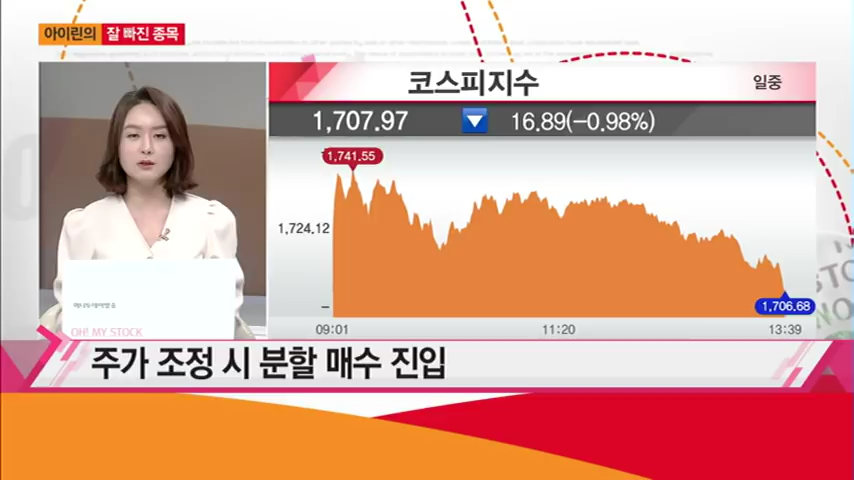 아이린의 잘 빠진 종목
코스피지수
일중
1,707.97 ▼ 16.89(-0.98%)
1,741.55
1,724.12
1,706.68
09:01 11:20 13:39
OH! MY STOCK
주가 조정 시 분할 매수 진입